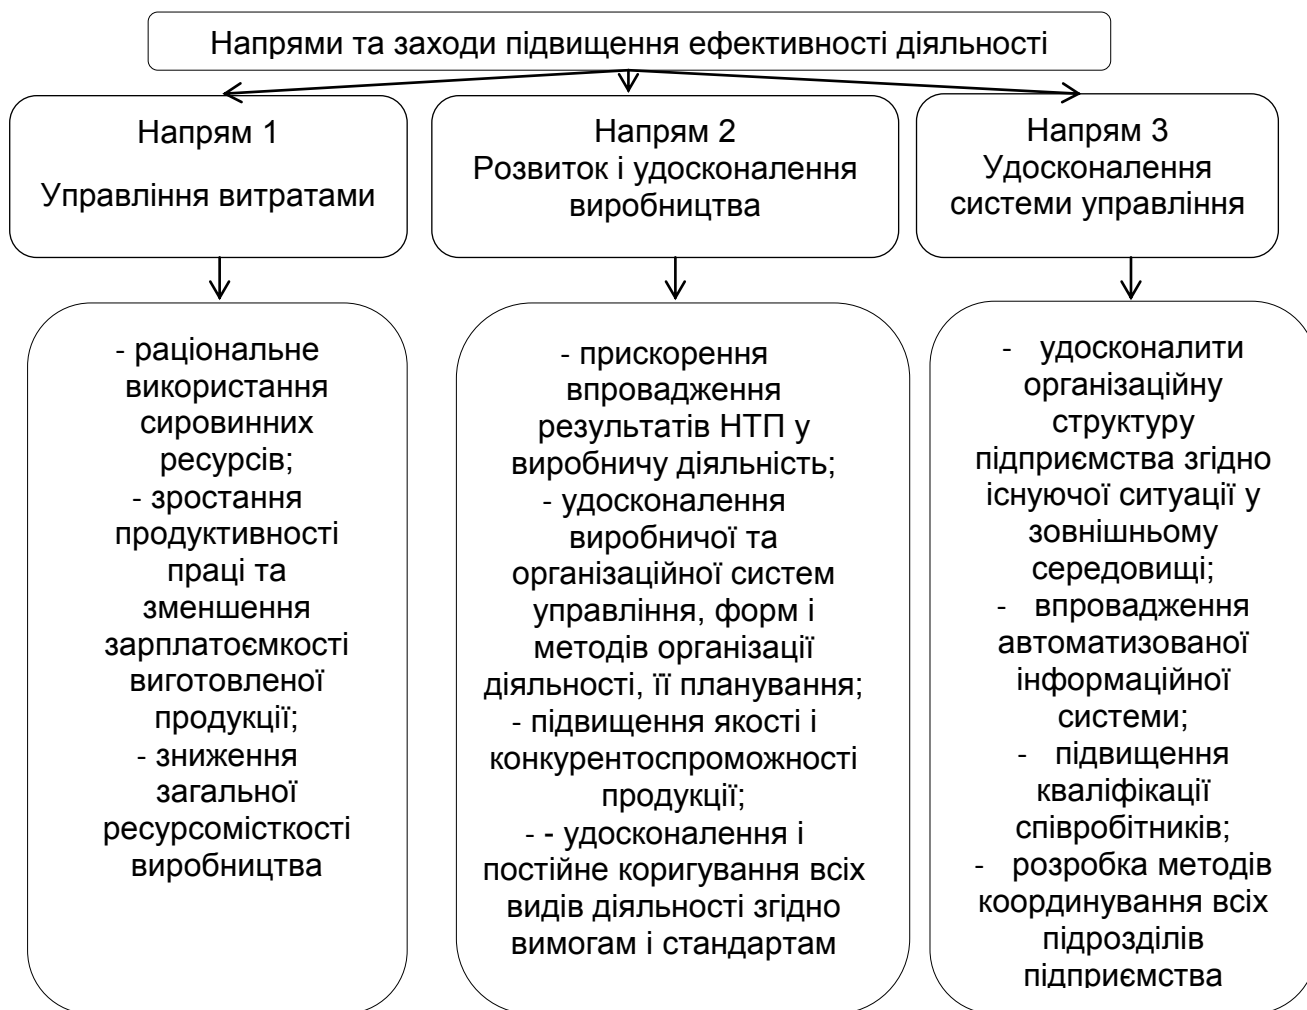 Напрями та заходи підвищення ефективності діяльності
Напрям 1
Управління витратами
Напрям 2
Розвиток і удосконалення
виробництва
Напрям 3
Удосконалення
системи управління
- раціональне
використання
сировинних
ресурсів;
- зростання
продуктивності
праці та
зменшення
зарплатоємкості
виготовленої
продукції;
- зниження
загальної
ресурсомісткості
виробництва
- прискорення
впровадження
результатів НТП у
виробничу діяльність;
- удосконалення
виробничої та
організаційної систем
управління, форм і
методів організації
діяльності, її планування;
- підвищення якості і
конкурентоспроможності
продукції;
- - удосконалення і
постійне коригування всіх
видів діяльності згідно
вимогам і стандартам
- удосконалити
організаційну
структуру
підприємства згідно
існуючої ситуації у
зовнішньому
середовищі;
- впровадження
автоматизованої
інформаційної
системи;
- підвищення
кваліфікації
співробітників;
- розробка методів
координування всіх
підрозділів
підприємства